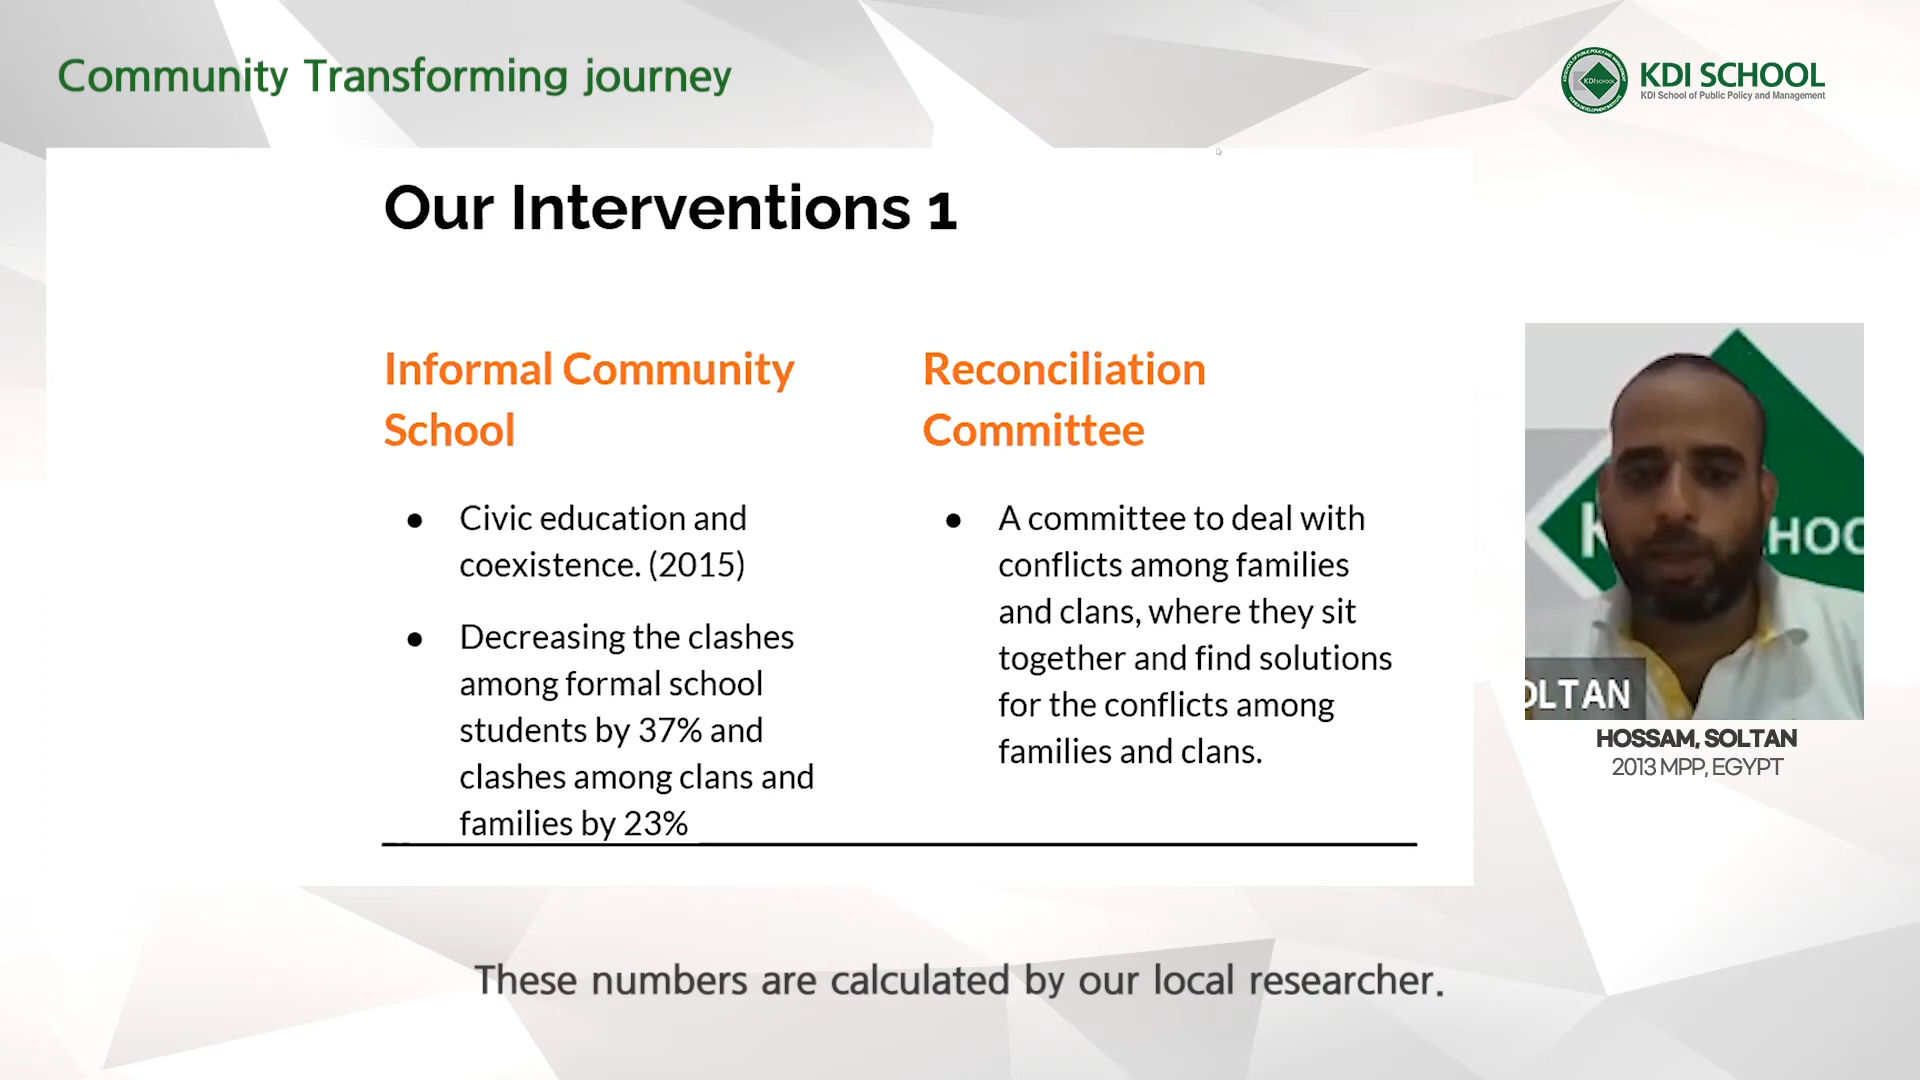 Community Transforming journey
KDI SCHOOL
KDI School of Public Policy and Management
Our Interventions 1
Informal Community
School
● Civic education and
coexistence. (2015)
● Decreasing the clashes
among formal school
students by 37% and
clashes among clans and
families by 23%
Reconciliation
Committee
● A committee to deal with
conflicts among families
and clans, where they sit
together and find solutions
for the conflicts among
families and clans.
HOO
OLTAN
HOSSAM, SOLTAN
2013 MPP, EGYPT
These numbers are calculated by our local researcher.